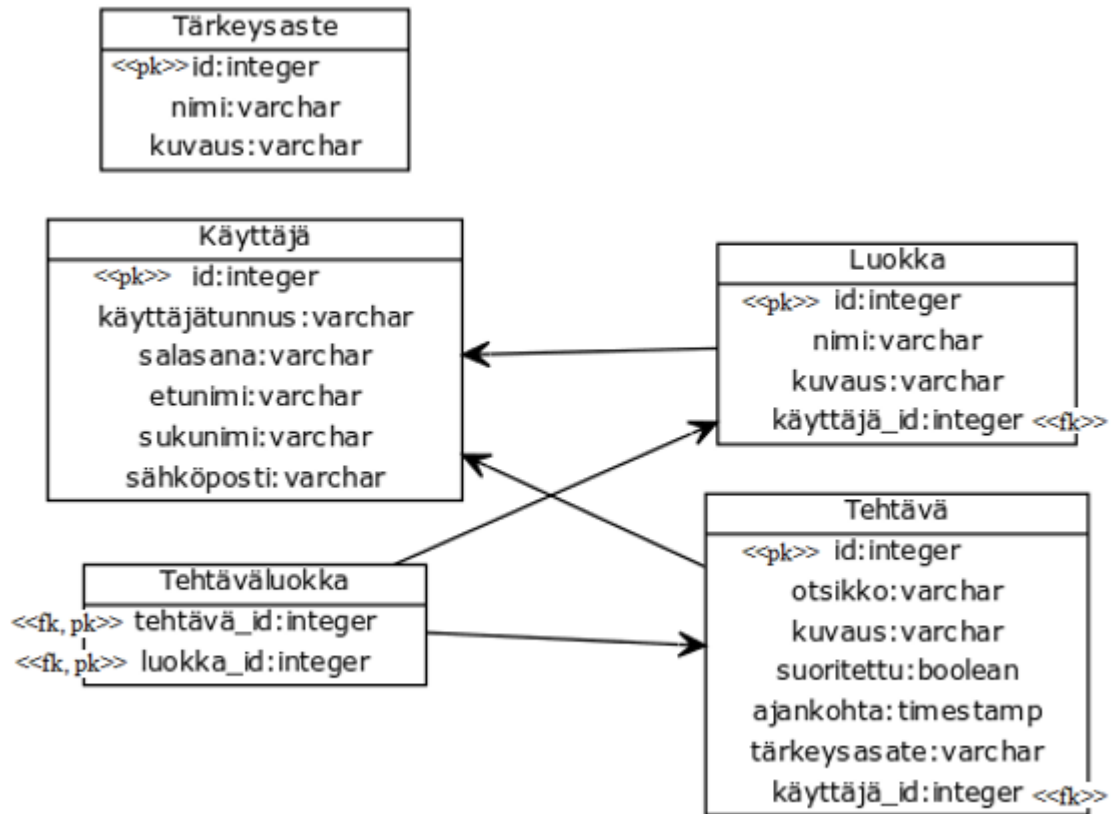 Tärkeysaste
<<pk>> id:integer
nimi:varchar
kuvaus:varchar
Käyttäjä
<<pk>> id:integer
käyttäjätunnus:varchar
salasana:varchar
etunimi:varchar
sukunimi:varchar
sähköposti:varchar
Luokka
<<pk>> id:integer
nimi:varchar
kuvaus:varchar
käyttäjä_id:integer <<fk>>
Tehtäväluokka
<<fk, pk>> tehtävä_id:integer
<<fk, pk>> luokka_id:integer
Tehtävä
<<pk>> id:integer
otsikko:varchar
kuvaus:varchar
suoritettu:boolean
ajankohta:timestamp
tärkeysasate:varchar
käyttäjä_id:integer <<fk>>